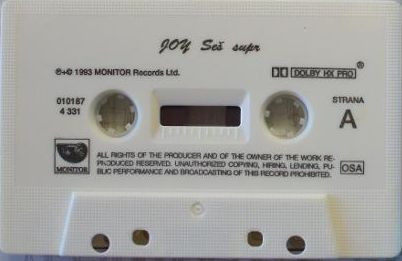 JOY Seš supr
℗+© 1993 MONITOR Records Ltd.
DOLBY HX PRO®
010187
4 331
STRANA
A
MONITOR
ALL RIGHTS OF THE PRODUCER AND OF THE OWNER OF THE WORK RE-
PRODUCED RESERVED. UNAUTHORIZED COPYING, HIRING, LENDING, PU-
BLIC PERFORMANCE AND BROADCASTING OF THIS RECORD PROHIBITED.
OSA